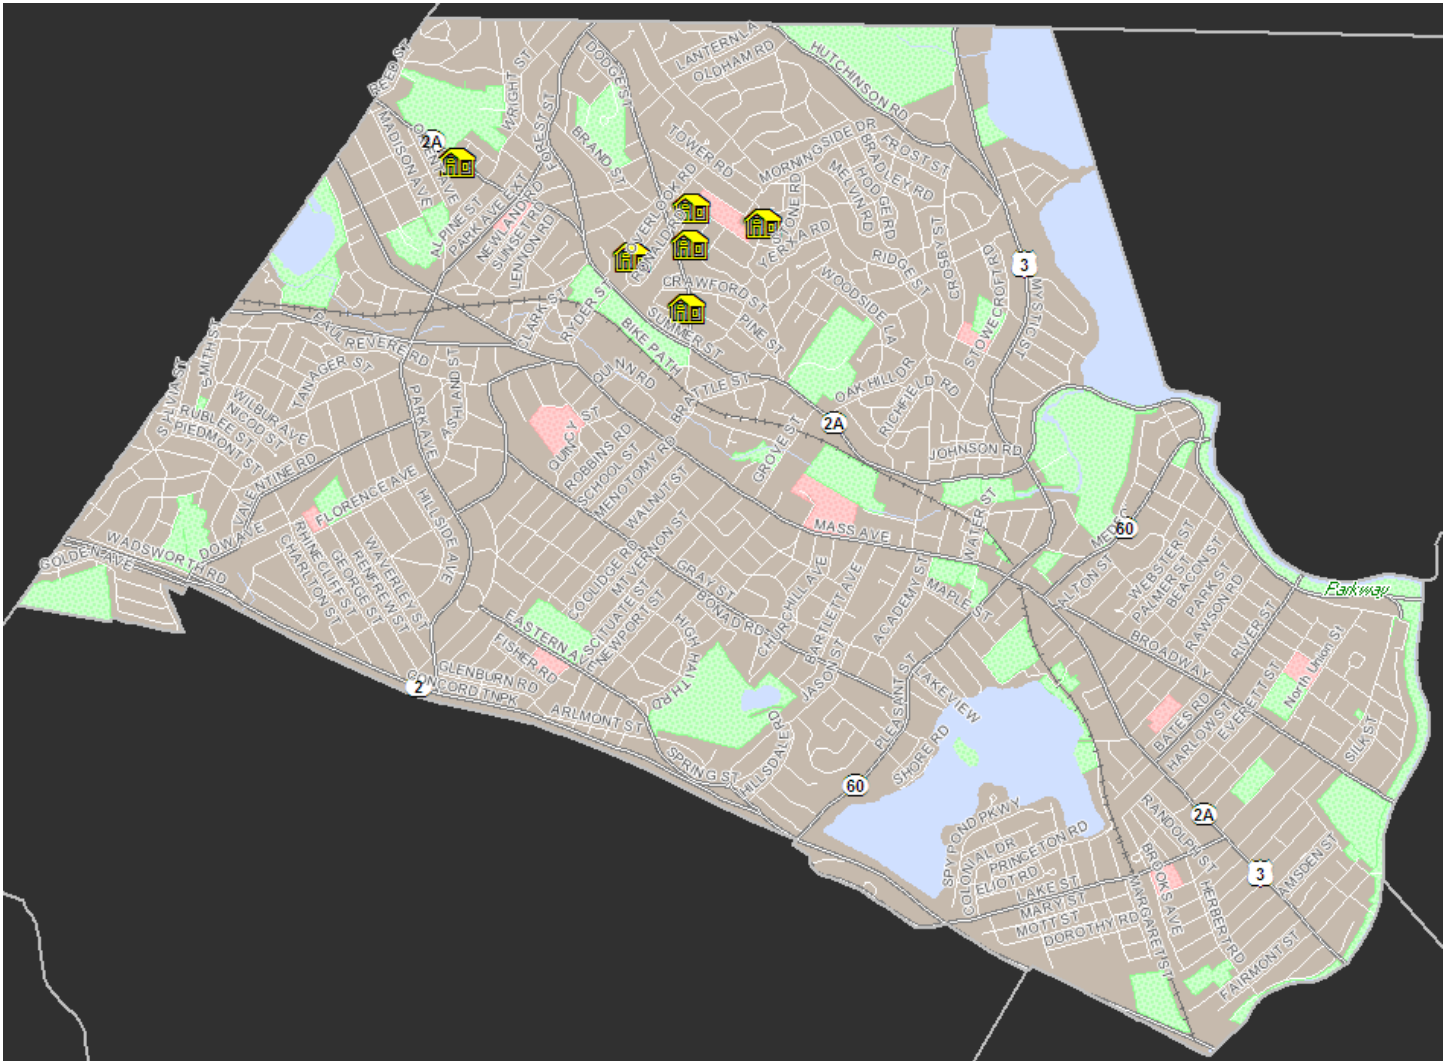 LANTERN LA
OLDHAM RD
HUTCHINSON RD
DODGE ST
REED ST
WRIGHT ST
FOREST ST
BRAND ST
TOWER RD
MORNINGSIDE DR
FROST ST
BRADLEY RD
HODGE RD
MELVIN RD
2A
MADISON AVE
ALPINE ST
PARK AVE EXT
NEWLAND RD
SUNSET RD
LENNON RD
OVERLOOK RD
YERXA RD
RIDGE ST
CROSBY ST
STOWECROFT RD
3
MYSTIC ST
WOODSIDE LA
CRAWFORD ST
PINE ST
SUMMER ST
CLARK ST
RYDER S
BIKE PATH
PAUL REVERE RD
S SMITH ST
SYLVIA ST
TANAGER ST
ASHLAND ST
PARK AVE
WILBUR AVE
NICOD ST
RUBLEE ST
PIEDMONT ST
QUINN RD
BRATTLE ST
OAK HILL DR
RICHFIELD RD
2A
JOHNSON RD
GROVE ST
QUINCY ST
ROBBINS RD
SCHOOL ST
MENOTOMY RD
WALNUT ST
VALENTINE RD
FLORENCE AVE
HILLSIDE AVE
MASS AVE
WATER ST
MED
60
GOLDEN AVE
WADSWORTH RD
DOW AVE
RHINECLIFF ST
CHARLTON ST
GEORGE ST
RENFREW ST
WAVERLEY ST
COOLIDGE RD
MT VERNON ST
GRAY ST
BONAD RD
CHURCHILL AVE
BARTLETT AVE
ACADEMY ST
MAPLE ST
ALTON ST
WEBSTER ST
PALMER ST
BEACON ST
PARK ST
RANSOM RD
RIVER ST
BROADWAY
Parkway
EASTERN AV
FISHER RD
SCITUATE ST
NEWPORT ST
HIGH HAITH RD
JASON ST
PLEASANT ST
LAKEVIEW
GLENBURN RD
CONCORD TNPK
2
ARLMONT ST
SPRING ST
HILLSDALE RD
60
SHORE RD
North Union St
EVERETT ST
HARLOW ST
BATES RD
SILK ST
2A
RANDOLPH ST
SPY POND PKWY
COLONIAL DR
PRINCETON RD
ELIOT RD
LAKE ST
MARY ST
MOTT ST
DOROTHY RD
MARGARET ST
BROOKS AVE
HERBERT RD
3
AMSDEN ST
FAIRMONT ST